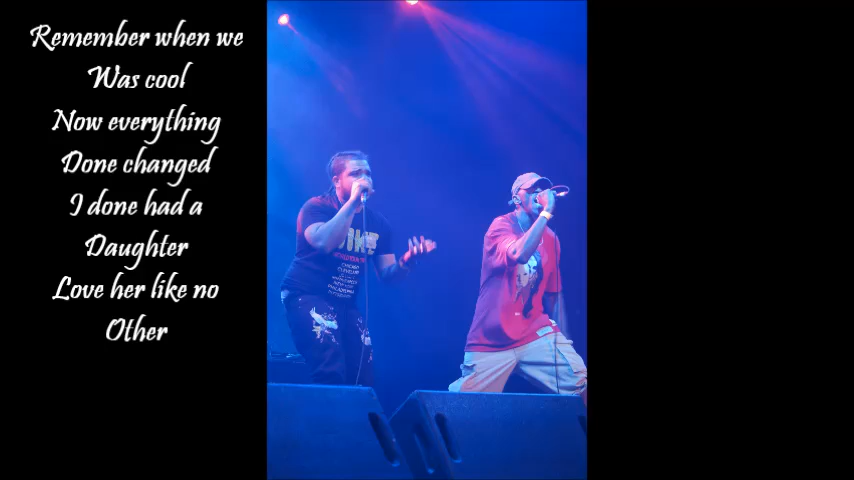 Remember when we
Was cool
Now everything
Done changed
I done had a
Daughter
Love her like no
Other